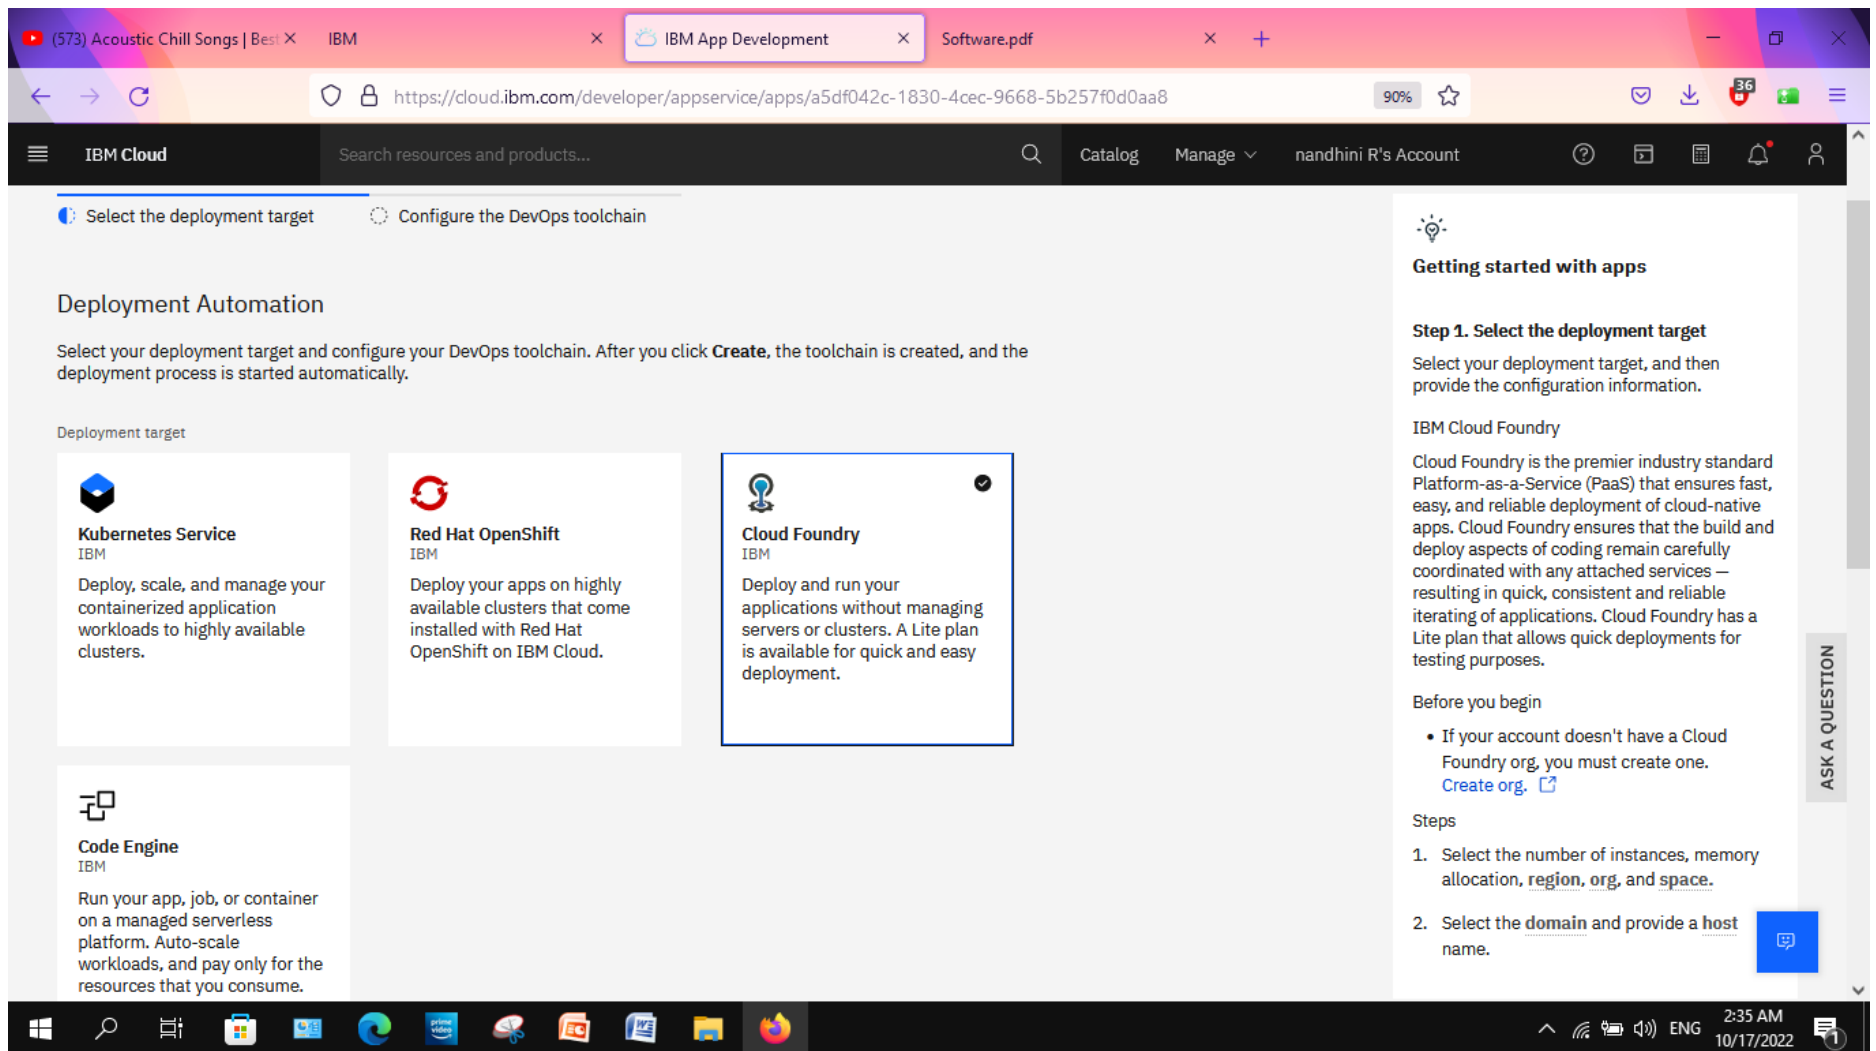 (573) Acoustic Chill Songs | Best
IBM
IBM App Development
Software.pdf
https://cloud.ibm.com/developer/appservice/apps/a5df042c-1830-4cec-9668-5b257f0d0aa8
90%
36
IBM Cloud
Search resources and products...
Catalog
Manage
nandhini R's Account
Select the deployment target
Configure the DevOps toolchain
Deployment Automation
Select your deployment target and configure your DevOps toolchain. After you click Create, the toolchain is created, and the
deployment process is started automatically.
Deployment target
Kubernetes Service
IBM
Deploy, scale, and manage your
containerized application
workloads to highly available
clusters.
Red Hat OpenShift
IBM
Deploy your apps on highly
available clusters that come
installed with Red Hat
OpenShift on IBM Cloud.
Cloud Foundry
IBM
Deploy and run your
applications without managing
servers or clusters. A Lite plan
is available for quick and easy
deployment.
Code Engine
IBM
Run your app, job, or container
on a managed serverless
platform. Auto-scale
workloads, and pay only for the
resources that you consume.
Getting started with apps
Step 1. Select the deployment target
Select your deployment target, and then
provide the configuration information.
IBM Cloud Foundry
Cloud Foundry is the premier industry standard
Platform-as-a-Service (PaaS) that ensures fast,
easy, and reliable deployment of cloud-native
apps. Cloud Foundry ensures that the build and
deploy aspects of coding remain carefully
coordinated with any attached services —
resulting in quick, consistent and reliable
iterating of applications. Cloud Foundry has a
Lite plan that allows quick deployments for
testing purposes.
Before you begin
• If your account doesn't have a Cloud
Foundry org, you must create one.
Create org.
Steps
1. Select the number of instances, memory
allocation, region, org, and space.
2. Select the domain and provide a host
name.
ASK A QUESTION
prime
video
ENG
2:35 AM
10/17/2022
1